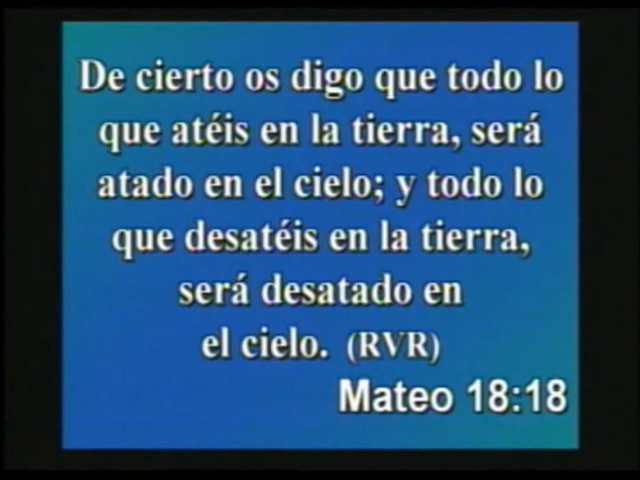 De cierto os digo que todo lo
que atéis en la tierra, será
atado en el cielo; y todo lo
que desatéis en la tierra,
será desatado en
el cielo. (RVR)
Mateo 18:18